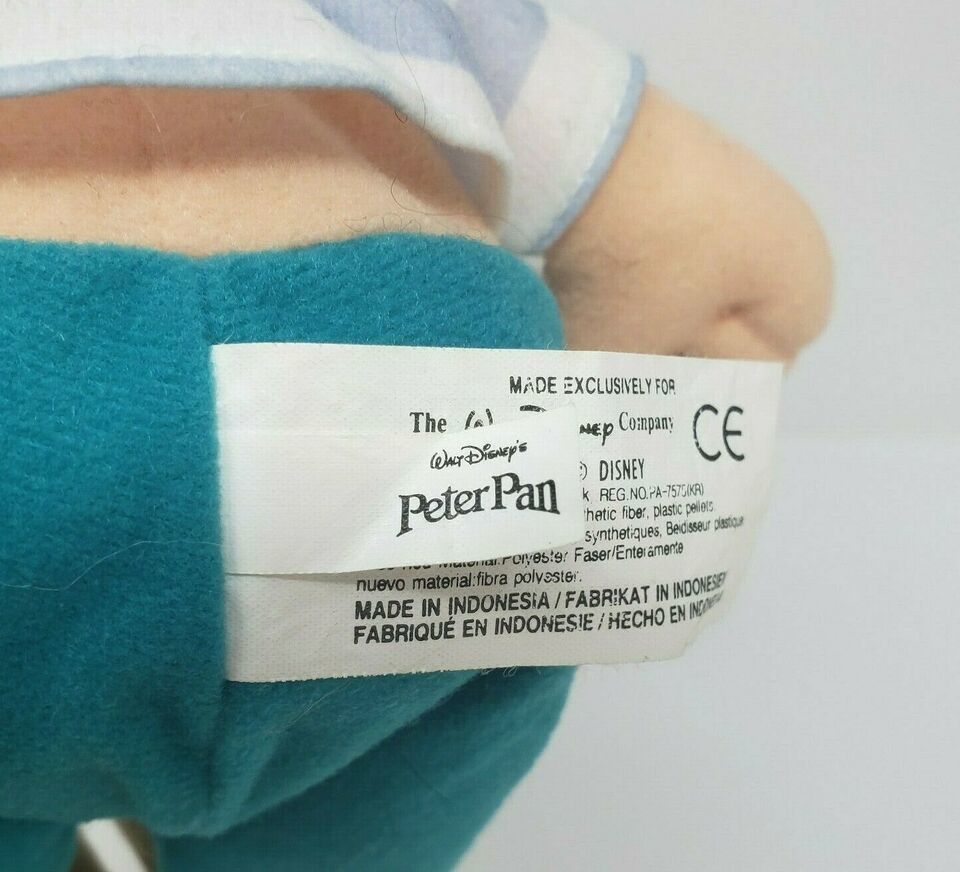 MADE EXCLUSIVELY FOR
The Company
CE
WALT DISNEY'S
Peter Pan
© DISNEY
REG.NO.PA-7575(KR)
fiber, plastic pellets.
synthetiques, Beidisseur plastique
Polyester Faser/Enteramente
nuevo material:fibra polyester.
MADE IN INDONESIA / FABRIKAT IN INDONESIEN
FABRIQUÉ EN INDONESIE / HECHO EN